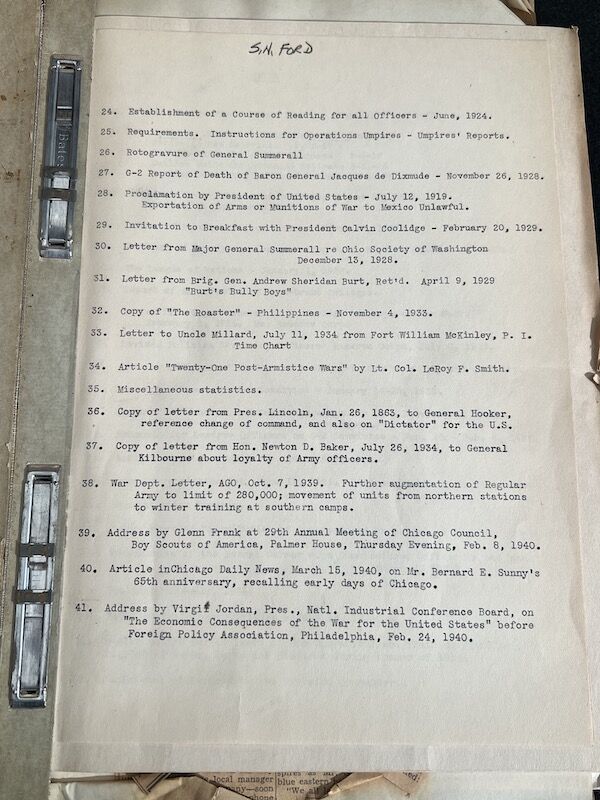 S.N. FORD
24. Establishment of a Course of Reading for all Officers - June, 1924.
25. Requirements. Instructions for Operations Umpires - Umpires' Reports.
26. Rotogravure of General Summerall
27. G-2 Report of Death of Baron General Jacques de Dixmude - November 26, 1928.
28. Proclamation by President of United States - July 12, 1919.
Exportation of Arms or Munitions of War to Mexico Unlawful.
29. Invitation to Breakfast with President Calvin Coolidge - February 20, 1929.
30. Letter from Major General Summerall re Ohio Society of Washington
December 13, 1928.
31. Letter from Brig. Gen. Andrew Sheridan Burt, Ret'd. April 9, 1929
"Burt's Bully Boys"
32. Copy of "The Roaster" - Philippines - November 4, 1933.
33. Letter to Uncle Millard, July 11, 1934 from Fort William McKinley, P. I.
Time Chart
34. Article "Twenty-One Post-Armistice Wars" by Lt. Col. LeRoy F. Smith.
35. Miscellaneous statistics.
36. Copy of letter from Pres. Lincoln, Jan. 26, 1863, to General Hooker,
reference change of command, and also on "Dictator" for the U.S.
37. Copy of letter from Hon. Newton D. Baker, July 26, 1934, to General
Kilbourne about loyalty of Army officers.
38. War Dept. Letter, AGO, Oct. 7, 1939. Further augmentation of Regular
Army to limit of 280,000; movement of units from northern stations
to winter training at southern camps.
39. Address by Glenn Frank at 29th Annual Meeting of Chicago Council,
Boy Scouts of America, Palmer House, Thursday Evening, Feb. 8, 1940.
40. Article inChicago Daily News, March 15, 1940, on Mr. Bernard E. Sunny's
65th anniversary, recalling early days of Chicago.
41. Address by Virgil Jordan, Pres., Natl. Industrial Conference Board, on
"The Economic Consequences of the War for the United States" before
Foreign Policy Association, Philadelphia, Feb. 24, 1940.
Bates
local manager
soon
phone
blue eastern
"We all